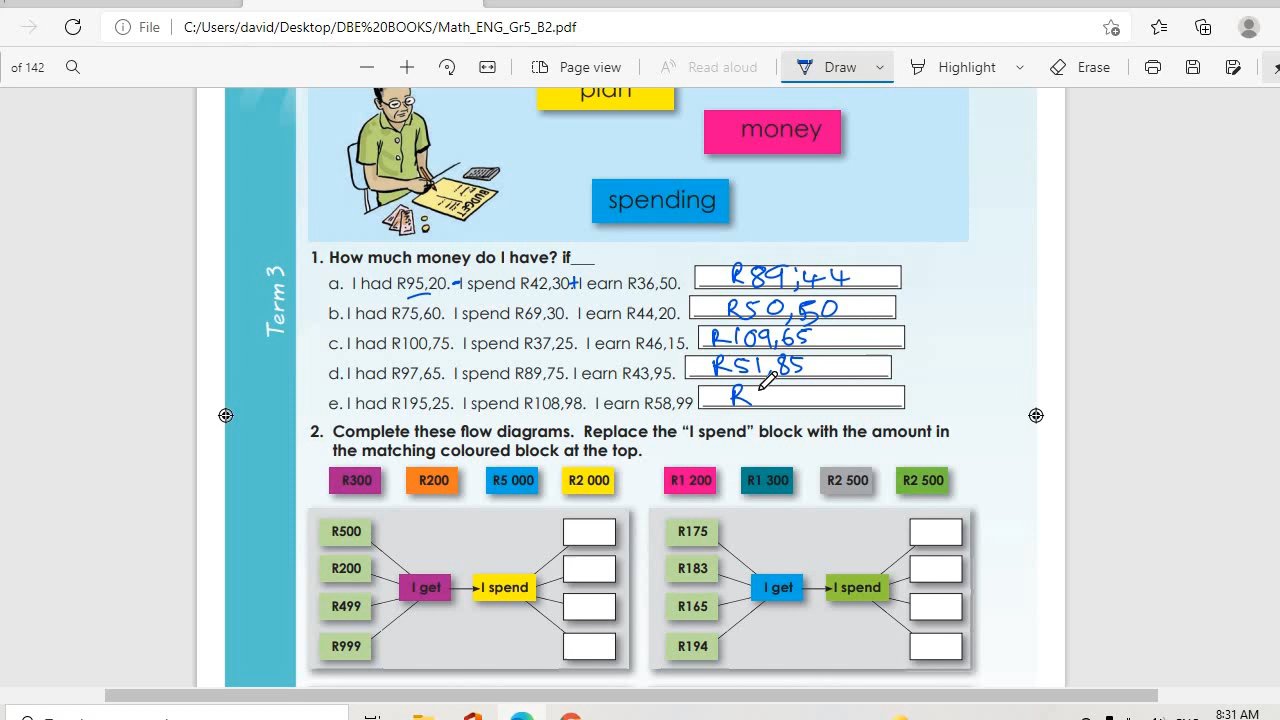 File C:/Users/david/Desktop/DBE%20BOOKS/Math_ENG_Gr5_B2.pdf
of 142 Page view Read aloud Draw Highlight Erase
plan
money
spending
BUDGET
Term 3
1. How much money do I have? if___
a. I had R95,20. - I spend R42,30+I earn R36,50. R89;44
b. I had R75,60. I spend R69,30. I earn R44,20. R50,50
c. I had R100,75. I spend R37,25. I earn R46,15. R109,65
d. I had R97,65. I spend R89,75. I earn R43,95. R51,85
e. I had R195,25. I spend R108,98. I earn R58,99 R
2. Complete these flow diagrams. Replace the “I spend” block with the amount in
the matching coloured block at the top.
R300 R200 R5 000 R2 000 R1 200 R1 300 R2 500 R2 500
R500 R175
R200 R183
I get I spend I get I spend
R499 R165
R999 R194
8:31 AM